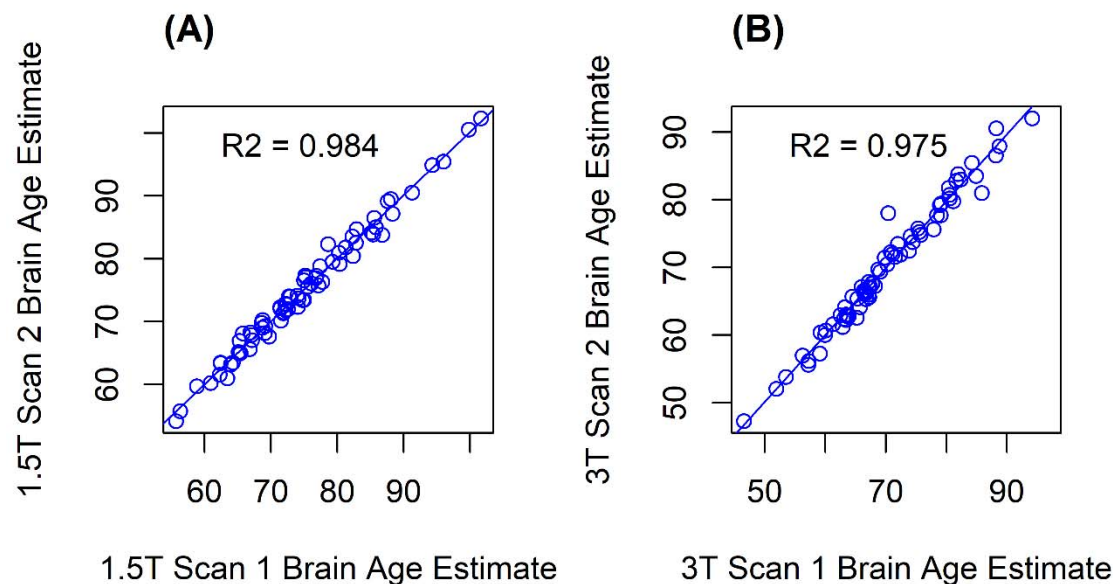 (A)
1.5T Scan 2 Brain Age Estimate
R2 = 0.984
90
80
70
60
60 70 80 90
1.5T Scan 1 Brain Age Estimate
(B)
3T Scan 2 Brain Age Estimate
R2 = 0.975
90
80
70
60
50
50 70 90
3T Scan 1 Brain Age Estimate